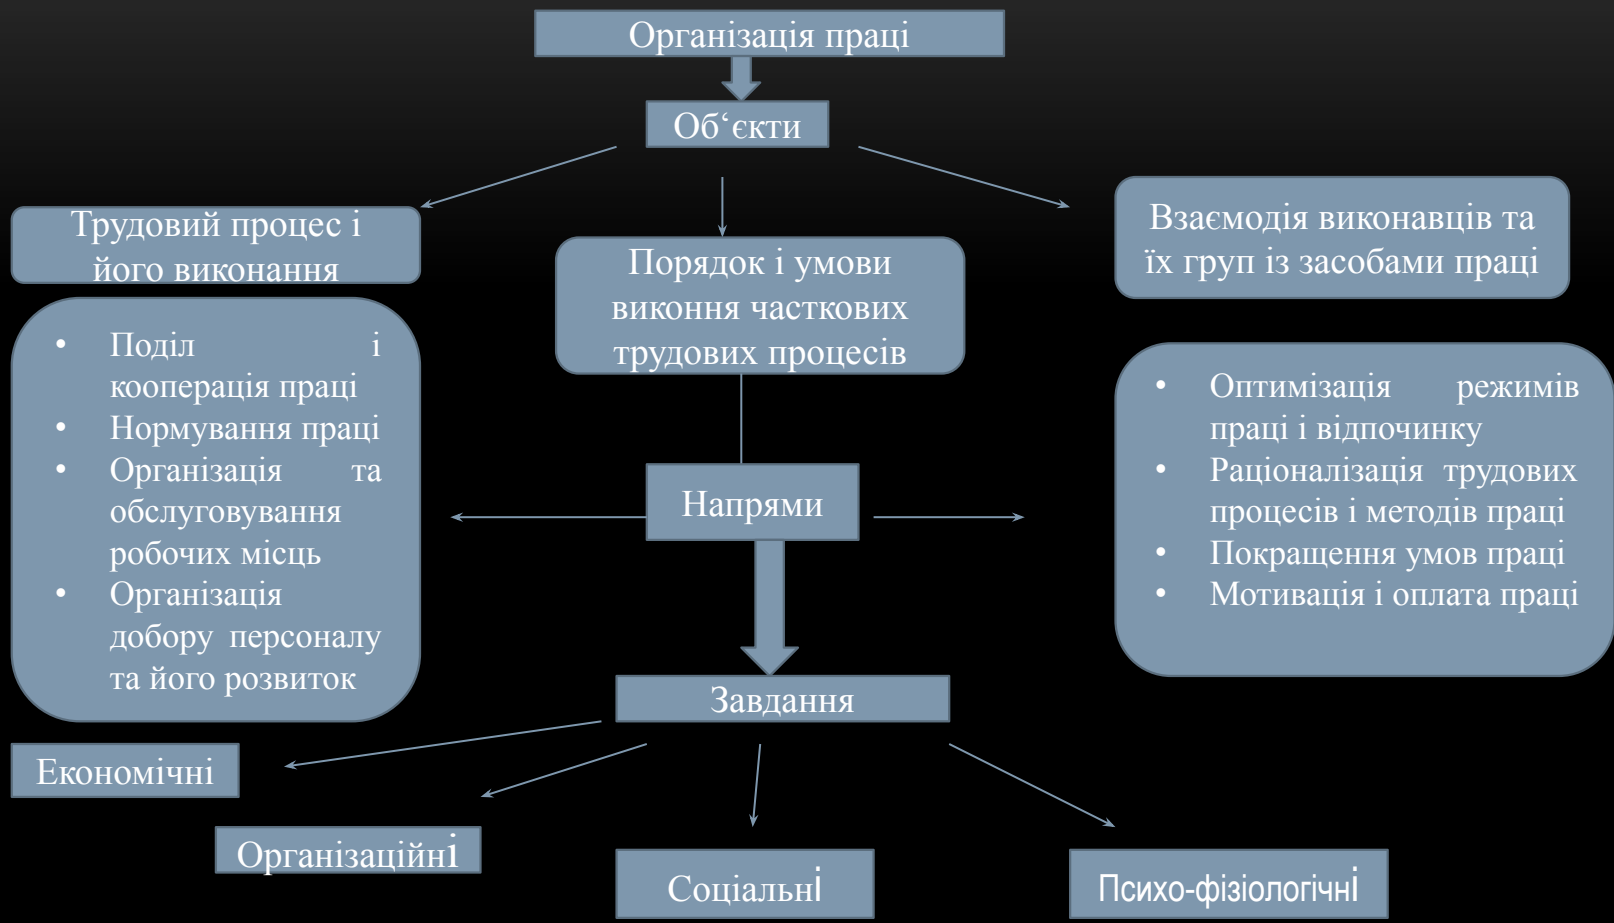 Організація праці
Об‘єкти
Трудовий процес і
його виконання
Порядок і умови
виконня часткових
трудових процесів
Взаємодія виконавців та
їх груп із засобами праці
• Поділ і
кооперація праці
• Нормування праці
• Організація та
обслуговування
робочих місць
• Організація
добору персоналу
та його розвиток
Напрями
• Оптимізація режимів
праці і відпочинку
• Раціоналізація трудових
процесів і методів праці
• Покращення умов праці
• Мотивація і оплата праці
Завдання
Економічні
Організаційні
Соціальні
Психо-фізіологічні